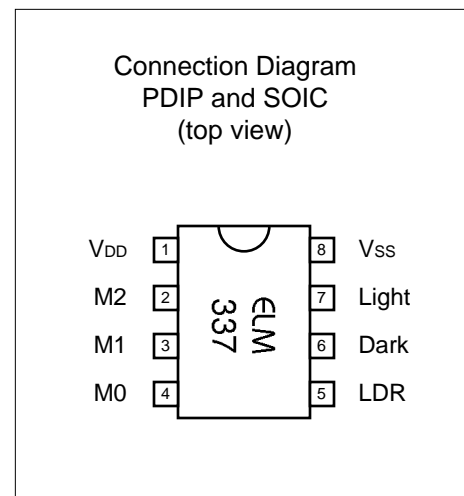 Connection Diagram
PDIP and SOIC
(top view)
VDD 1 8 VSS
M2 2 7 Light
M1 3 6 Dark
M0 4 5 LDR
ELM
337